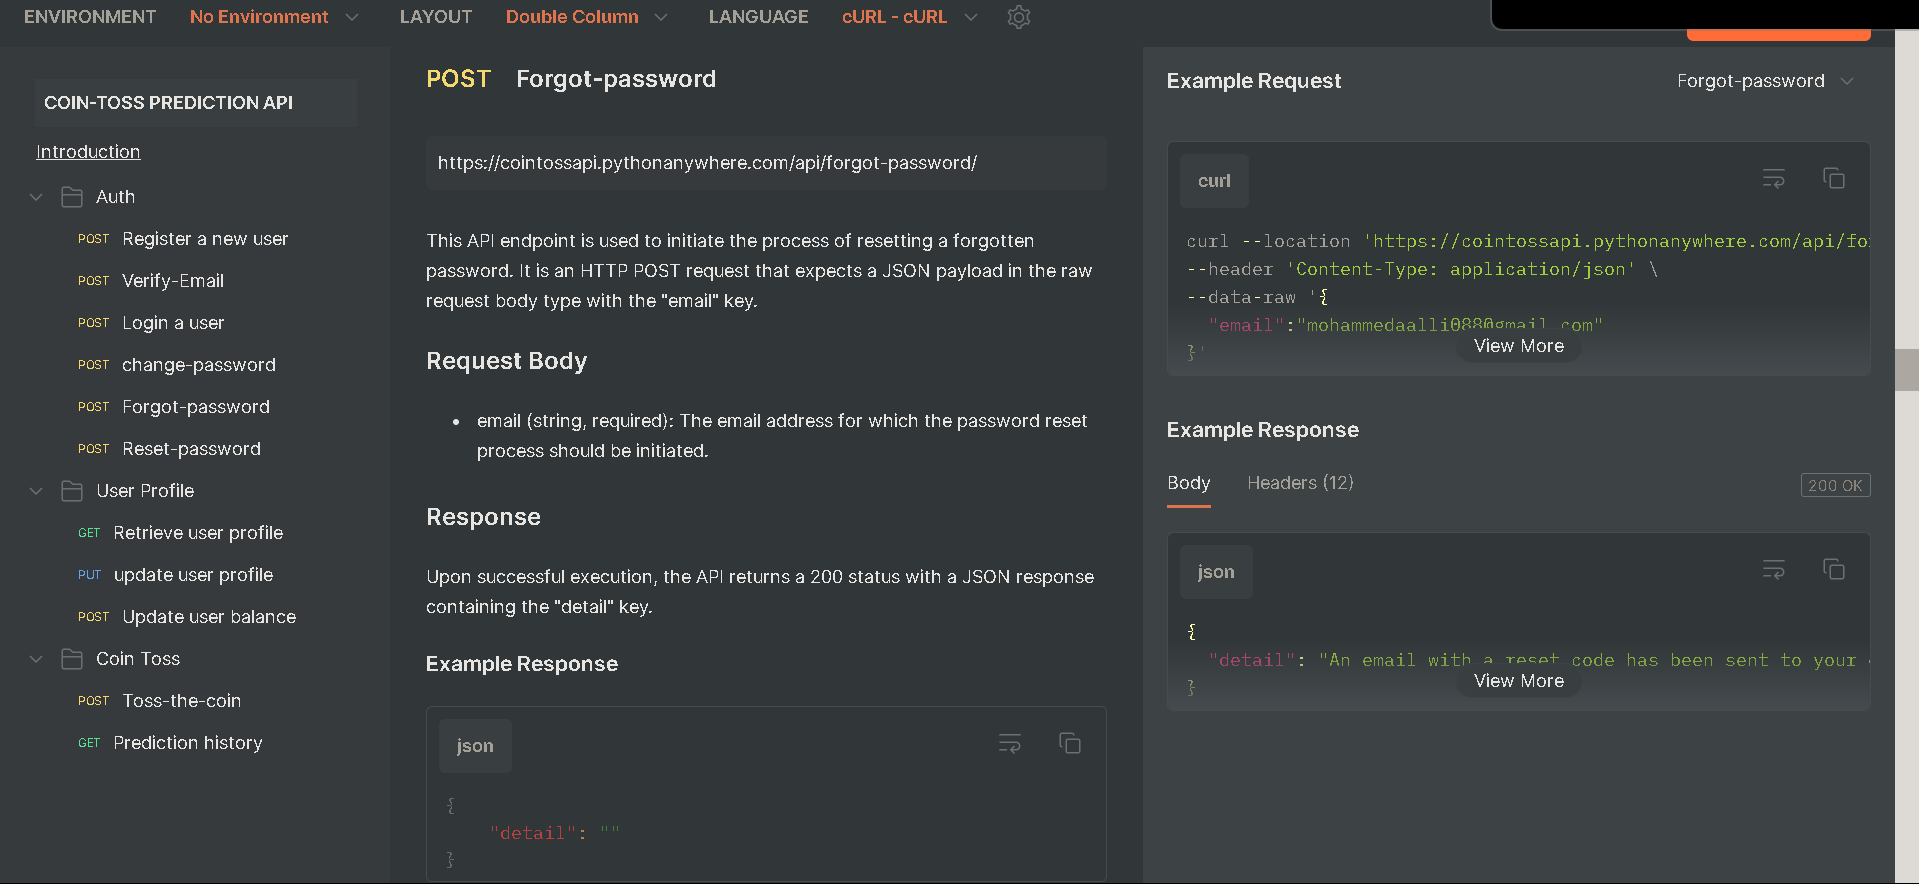 ENVIRONMENT No Environment LAYOUT Double Column LANGUAGE cURL - cURL
COIN-TOSS PREDICTION API
Introduction
Auth
POST Register a new user
POST Verify-Email
POST Login a user
POST change-password
POST Forgot-password
POST Reset-password
User Profile
GET Retrieve user profile
PUT update user profile
POST Update user balance
Coin Toss
POST Toss-the-coin
GET Prediction history
POST Forgot-password
https://cointossapi.pythonanywhere.com/api/forgot-password/
This API endpoint is used to initiate the process of resetting a forgotten
password. It is an HTTP POST request that expects a JSON payload in the raw
request body type with the "email" key.
Request Body
• email (string, required): The email address for which the password reset
process should be initiated.
Response
Upon successful execution, the API returns a 200 status with a JSON response
containing the "detail" key.
Example Response
json
{
"detail": ""
}
Example Request Forgot-password
curl
curl --location 'https://cointossapi.pythonanywhere.com/api/fo
--header 'Content-Type: application/json' \
--data-raw '{
"email":"mohammedaalli088@gmail.com"
View More
}'
Example Response
Body Headers (12) 200 OK
json
{
"detail": "An email with a reset code has been sent to your
View More
}